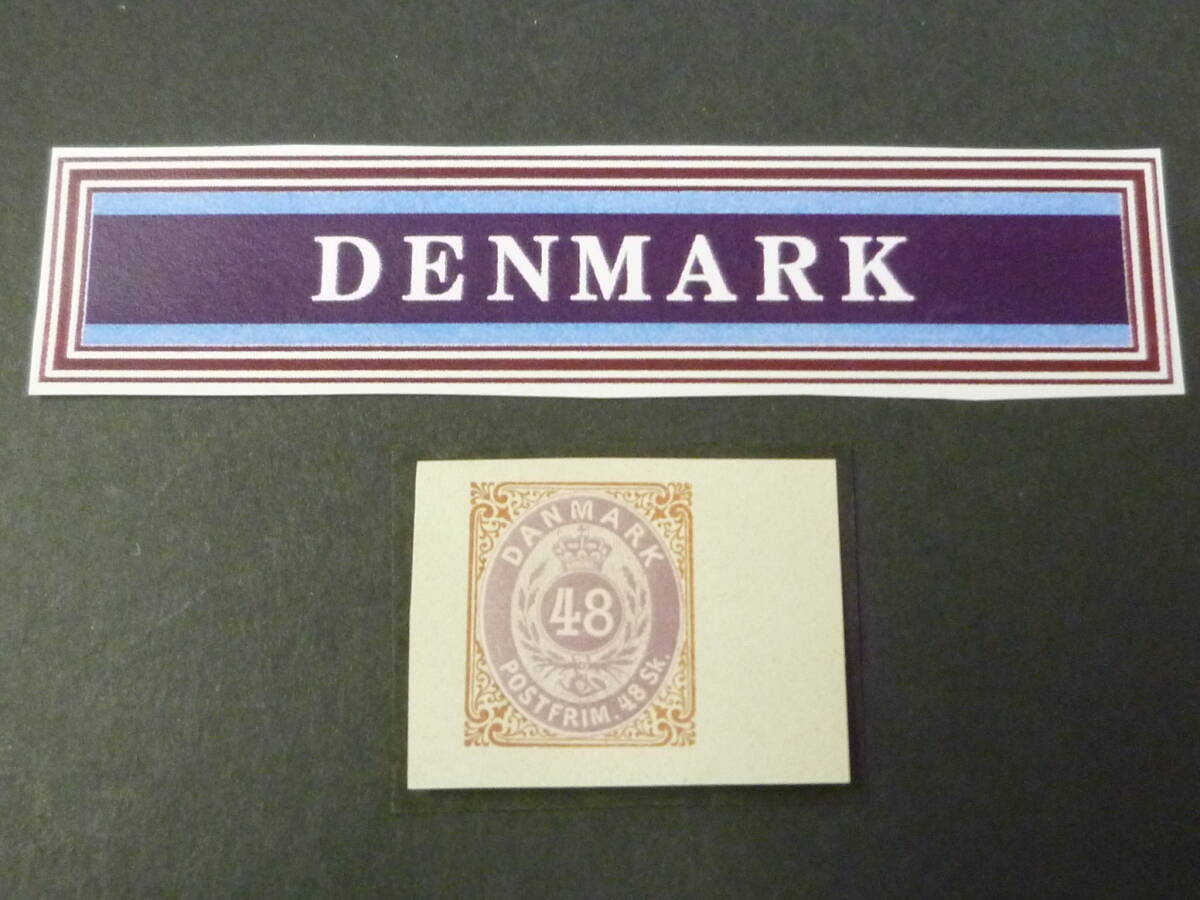 DENMARK
DANMARK
48
POSTFRIM. 48 SK.